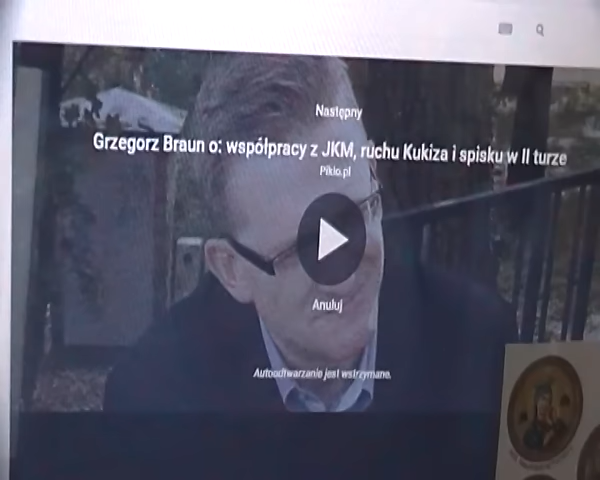 Następny
Grzegorz Braun o: współpracy z JKM, ruchu Kukiza i spisku w II turze
Pikio.pl
Anuluj
Autoodtwarzanie jest wstrzymane.